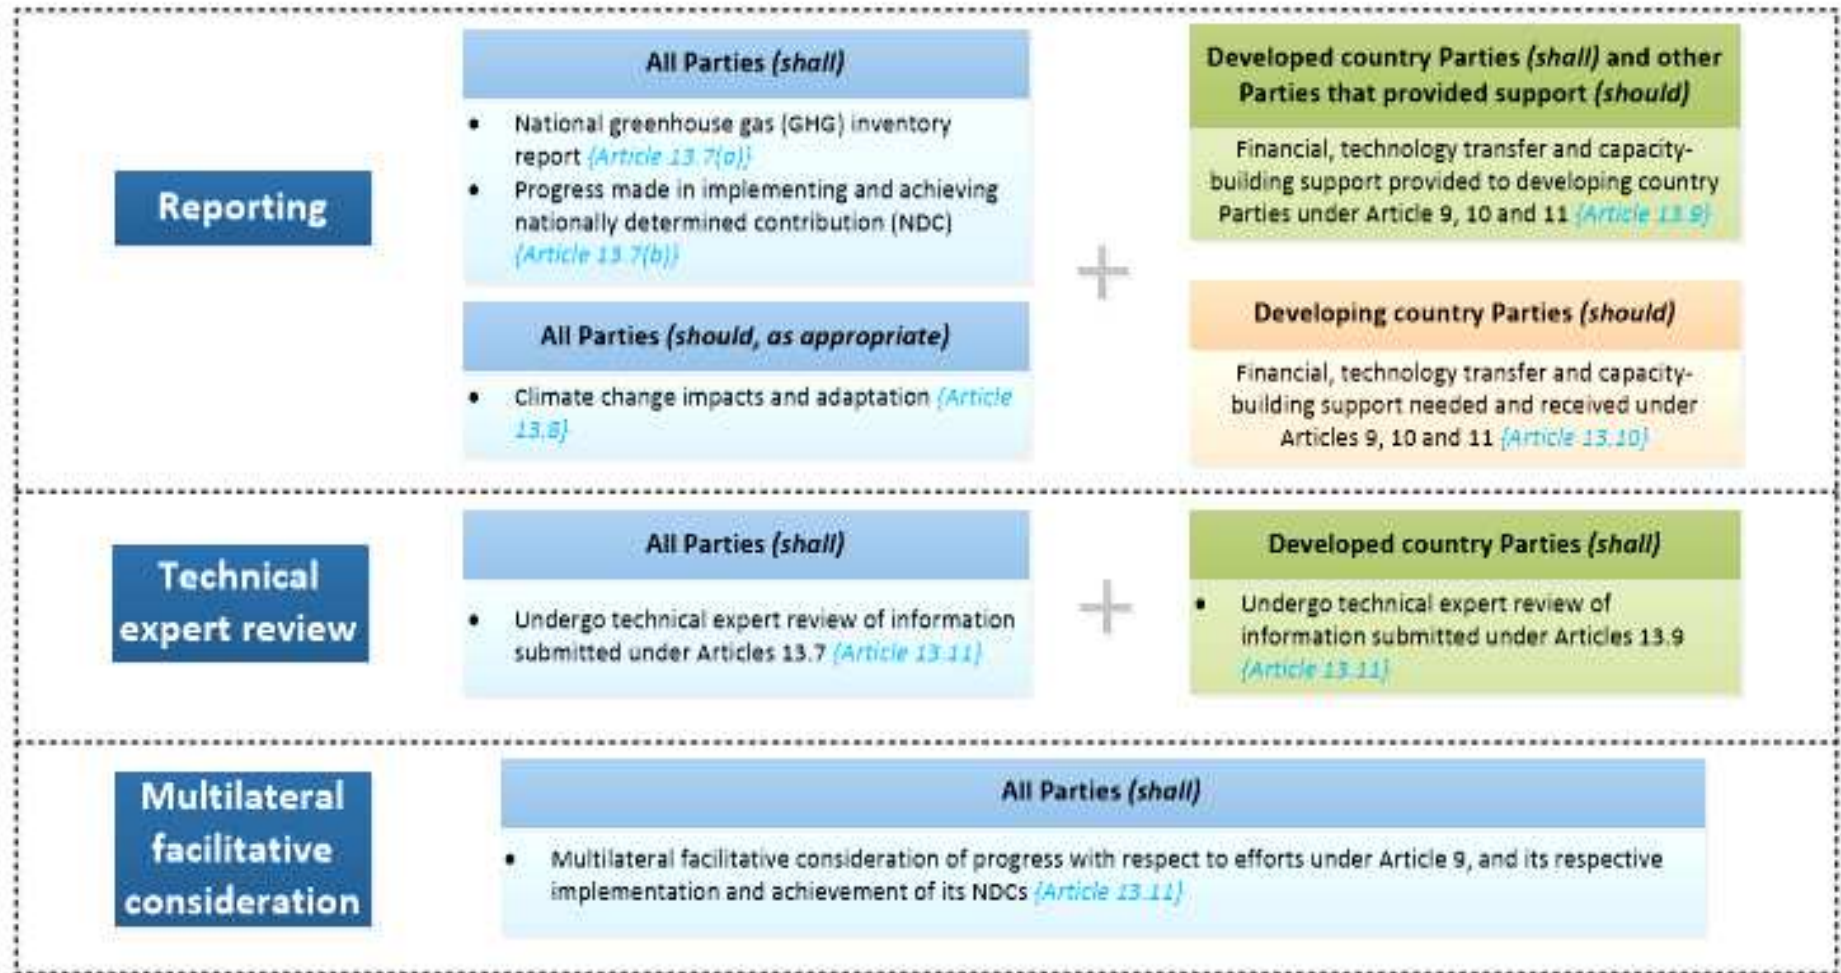 Reporting
All Parties (shall)
• National greenhouse gas (GHG) inventory
report {Article 13.7(a)}
• Progress made in implementing and achieving
nationally determined contribution (NDC)
{Article 13.7(b)}
All Parties (should, as appropriate)
• Climate change impacts and adaptation {Article
13.8}
+
Developed country Parties (shall) and other
Parties that provided support (should)
Financial, technology transfer and capacity-
building support provided to developing country
Parties under Article 9, 10 and 11 {Article 13.9}
Developing country Parties (should)
Financial, technology transfer and capacity-
building support needed and received under
Articles 9, 10 and 11 {Article 13.10}
Technical
expert review
All Parties (shall)
• Undergo technical expert review of information
submitted under Articles 13.7 {Article 13.11}
+
Developed country Parties (shall)
• Undergo technical expert review of
information submitted under Articles 13.9
{Article 13.11}
Multilateral
facilitative
consideration
All Parties (shall)
• Multilateral facilitative consideration of progress with respect to efforts under Article 9, and its respective
implementation and achievement of its NDCs {Article 13.11}